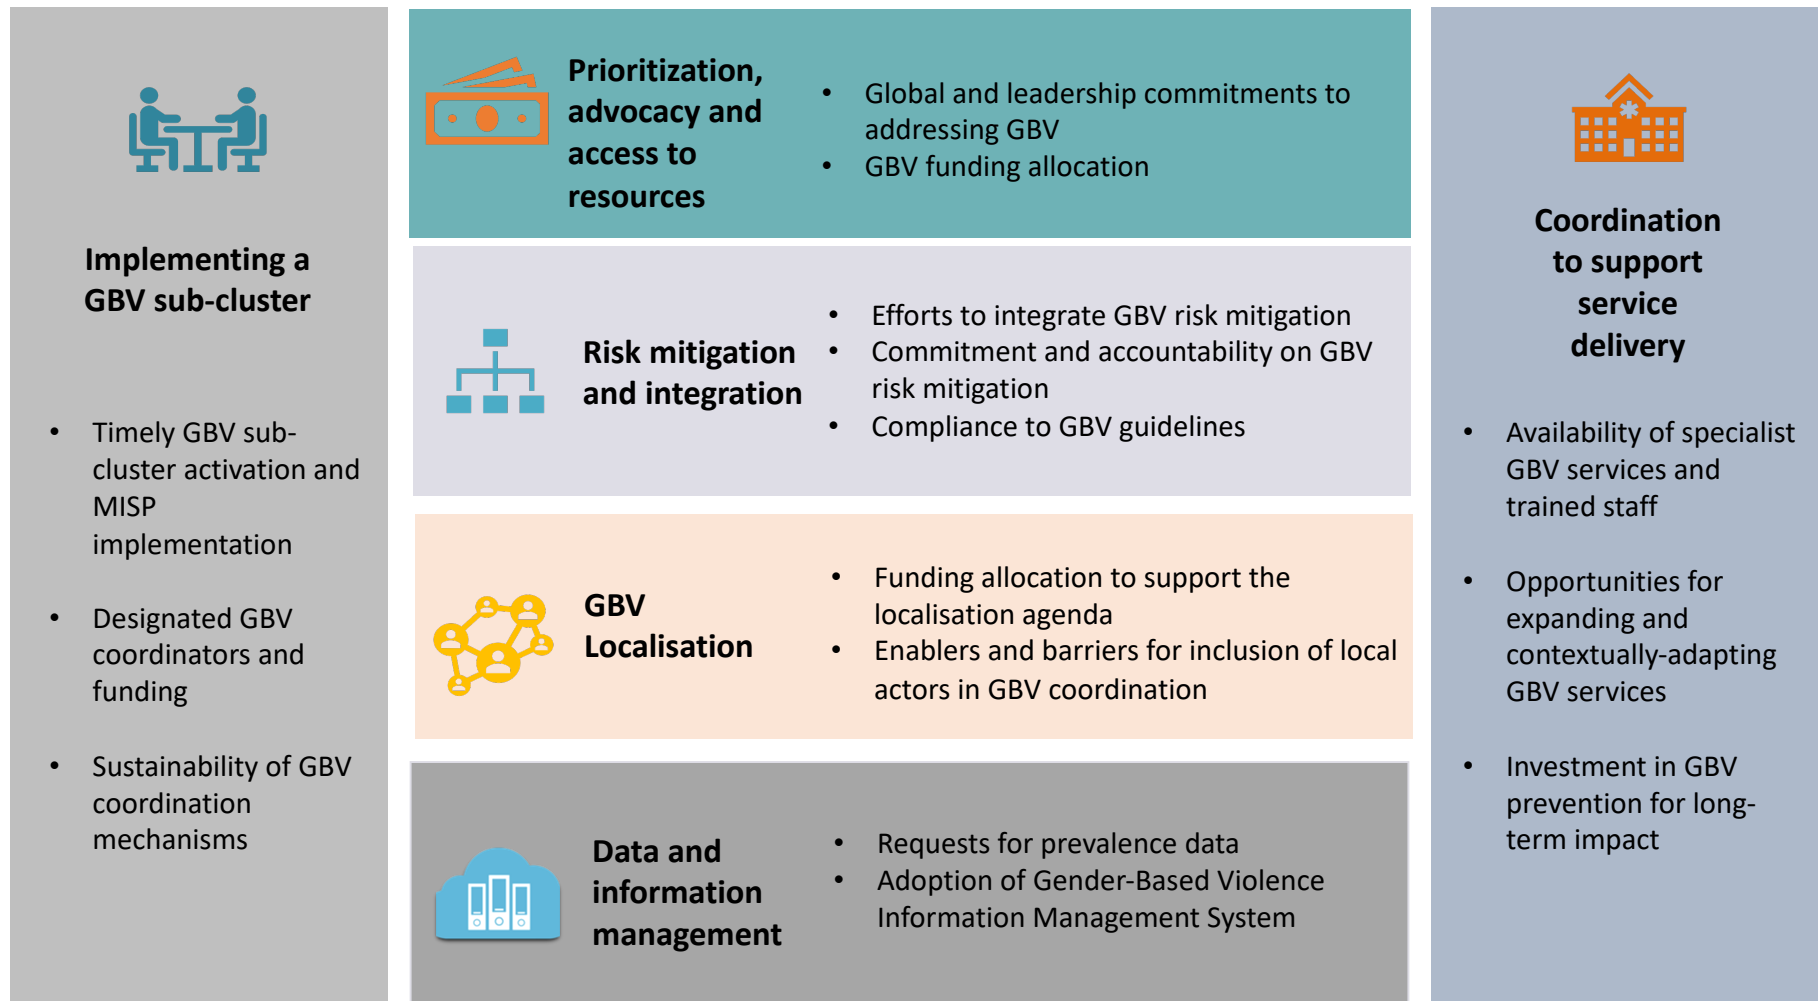 Implementing a
GBV sub-cluster
• Timely GBV sub-
cluster activation and
MISP
implementation
• Designated GBV
coordinators and
funding
• Sustainability of GBV
coordination
mechanisms
Prioritization,
advocacy and
access to
resources
• Global and leadership commitments to
addressing GBV
• GBV funding allocation
Risk mitigation
and integration
• Efforts to integrate GBV risk mitigation
• Commitment and accountability on GBV
risk mitigation
• Compliance to GBV guidelines
GBV
Localisation
• Funding allocation to support the
localisation agenda
• Enablers and barriers for inclusion of local
actors in GBV coordination
Data and
information
management
• Requests for prevalence data
• Adoption of Gender-Based Violence
Information Management System
Coordination
to support
service
delivery
• Availability of specialist
GBV services and
trained staff
• Opportunities for
expanding and
contextually-adapting
GBV services
• Investment in GBV
prevention for long-
term impact